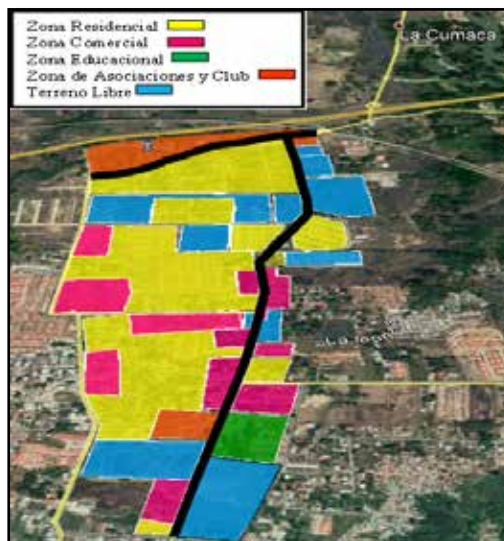 Zona Residencial
Zona Comercial
Zona Educacional
Zona de Asociaciones y Club
Terreno Libre
La Cumaca